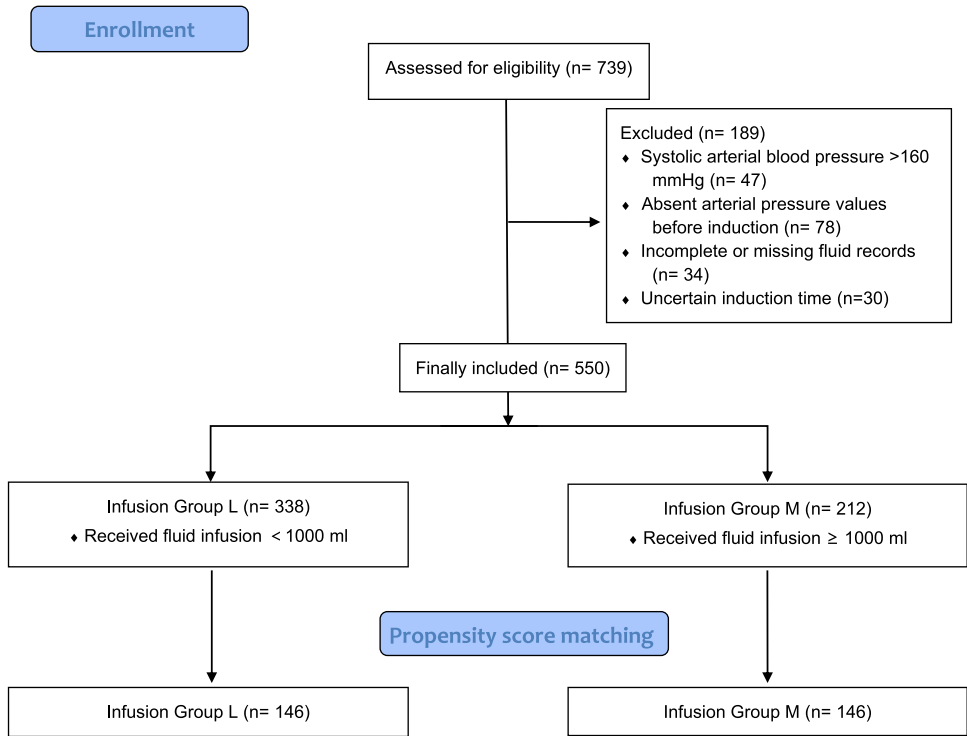 Enrollment
Assessed for eligibility (n= 739)
Excluded (n= 189)
♦ Systolic arterial blood pressure >160
mmHg (n= 47)
♦ Absent arterial pressure values
before induction (n= 78)
♦ Incomplete or missing fluid records
(n= 34)
♦ Uncertain induction time (n=30)
Finally included (n= 550)
Infusion Group L (n= 338)
♦ Received fluid infusion < 1000 ml
Infusion Group M (n= 212)
♦ Received fluid infusion ≥ 1000 ml
Propensity score matching
Infusion Group L (n= 146)
Infusion Group M (n= 146)